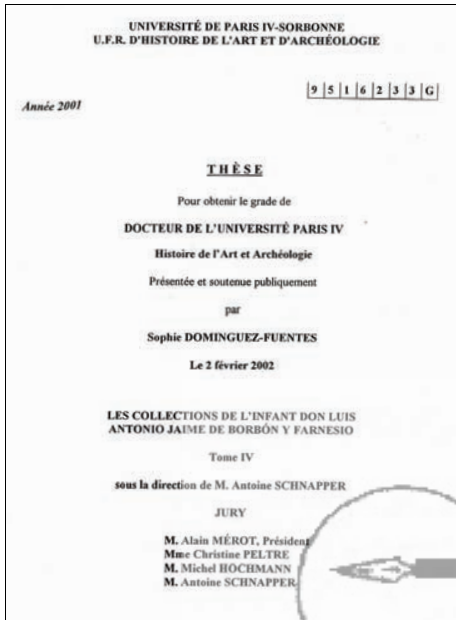 UNIVERSITÉ DE PARIS IV-SORBONNE
U.F.R. D'HISTOIRE DE L'ART ET D'ARCHÉOLOGIE
9 5 1 6 2 3 3 G
Année 2001
THÈSE
Pour obtenir le grade de
DOCTEUR DE L'UNIVERSITÉ PARIS IV
Histoire de l'Art et Archéologie
Présentée et soutenue publiquement
par
Sophie DOMINGUEZ-FUENTES
Le 2 février 2002
LES COLLECTIONS DE L'INFANT DON LUIS
ANTONIO JAIME DE BORBÓN Y FARNESIO
Tome IV
sous la direction de M. Antoine SCHNAPPER
JURY
M. Alain MÉROT, Président
Mme Christine PELTRE
M. Michel HOCHMANN
M. Antoine SCHNAPPER